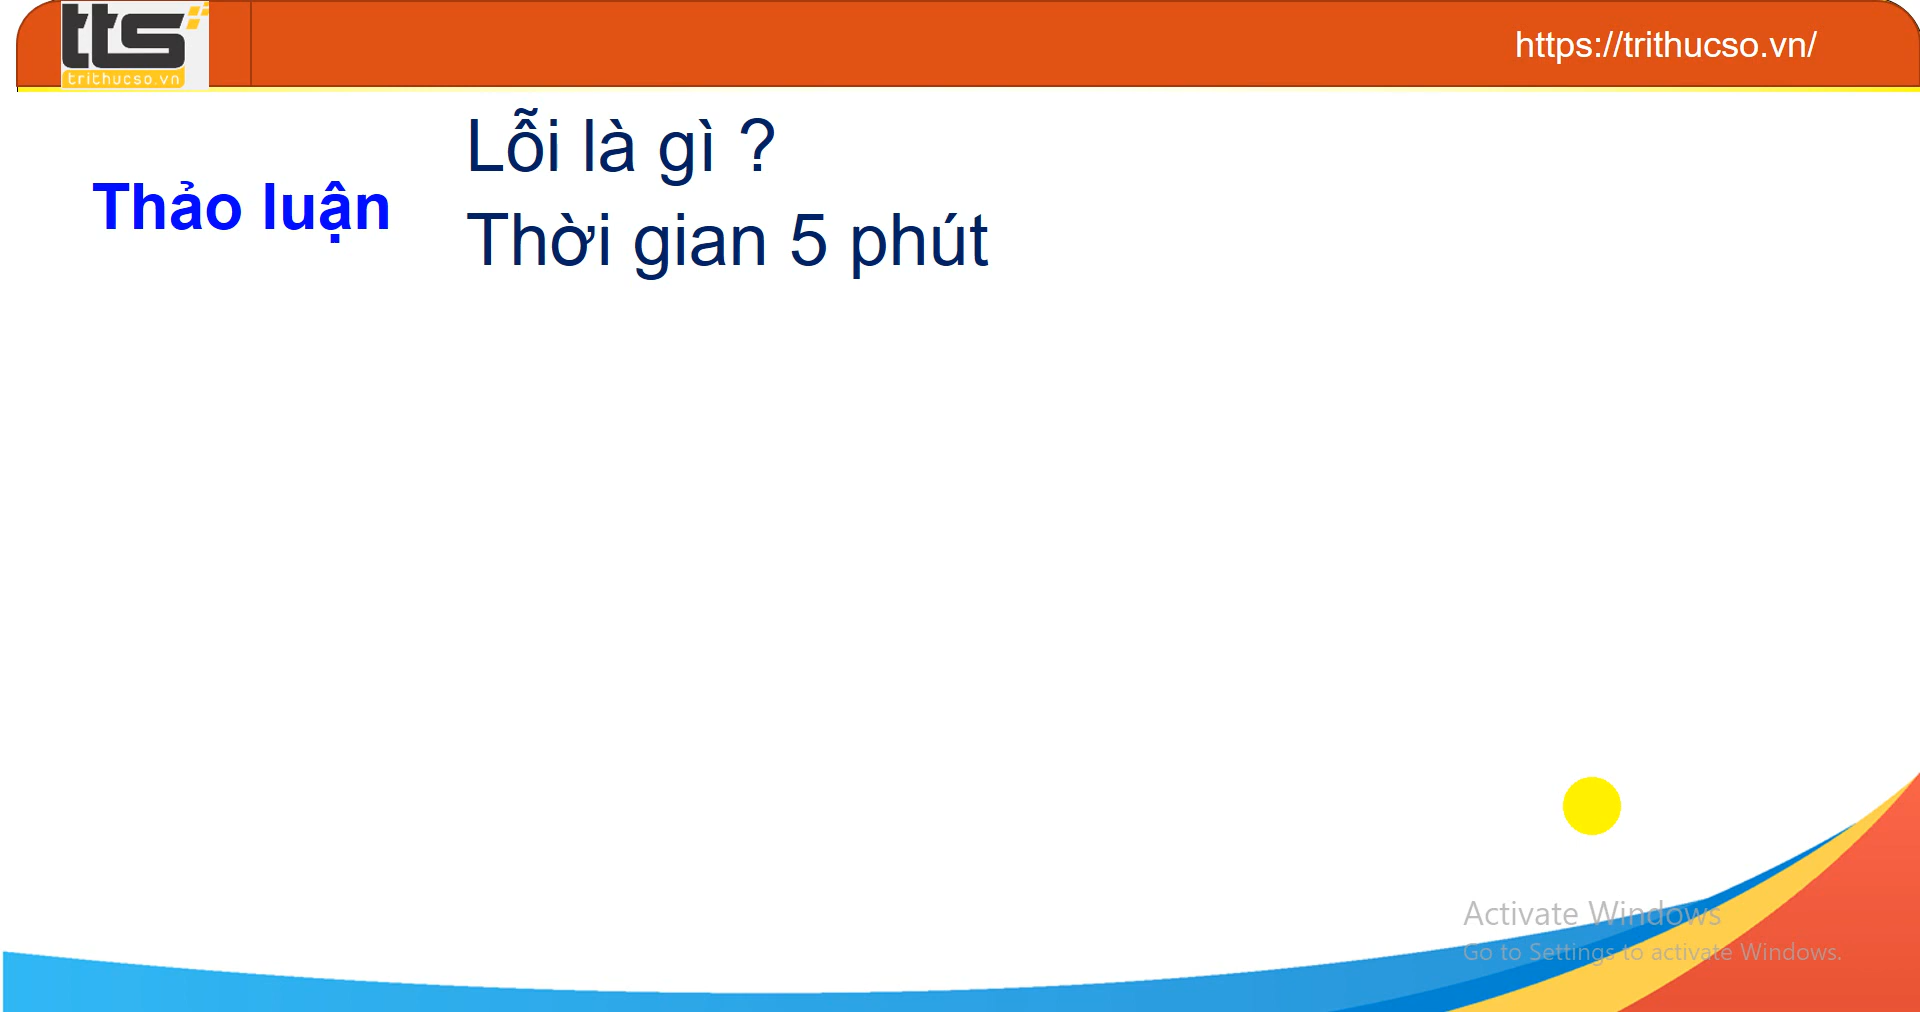 tts
trithucso.vn
https://trithucso.vn/
Thảo luận
Lỗi là gì ?
Thời gian 5 phút
Activate Windows
Go to Settings to activate Windows.